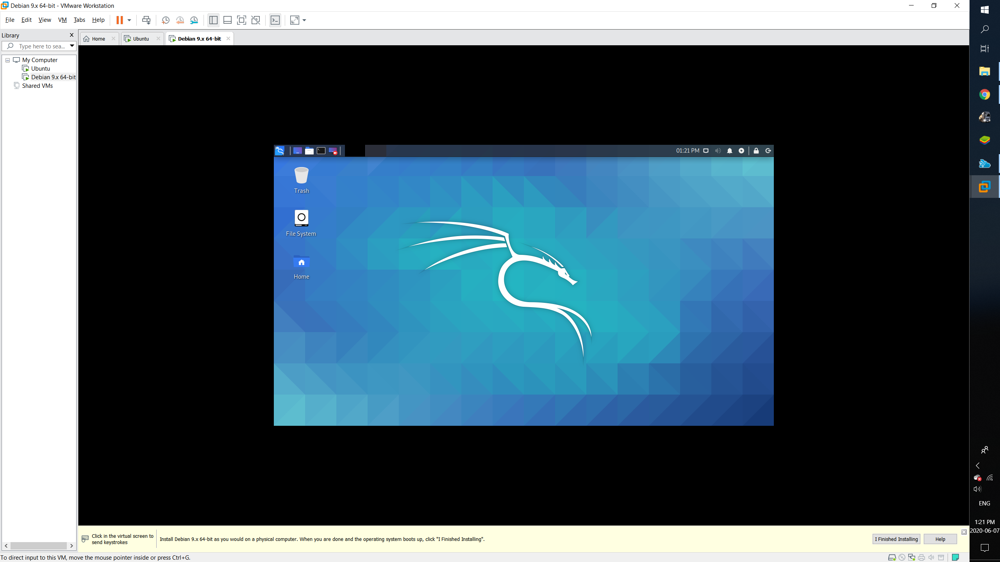 Debian 9.x 64-bit - VMware Workstation
File Edit View VM Tabs Help
Library
Type here to sea...
My Computer
Ubuntu
Debian 9.x 64-bit
Shared VMs
Home Ubuntu Debian 9.x 64-bit
01:21 PM
Trash
File System
Home
Click in the virtual screen to
send keystrokes
Install Debian 9.x 64-bit as you would on a physical computer. When you are done and the operating system boots up, click "I Finished Installing".
I Finished Installing Help
To direct input to this VM, move the mouse pointer inside or press Ctrl+G.
ENG
1:21 PM
2020-06-07